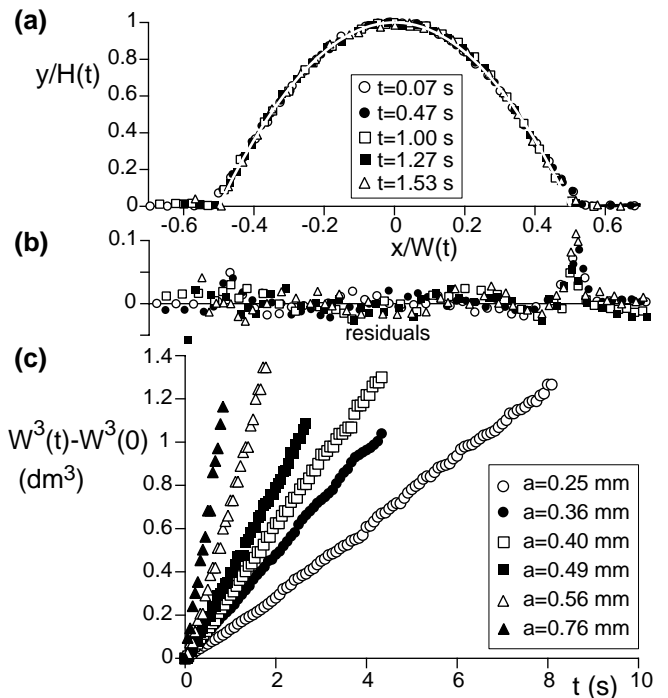 (a)
y/H(t)
1
0.8
0.6
0.4
0.2
0
t=0.07 s
t=0.47 s
t=1.00 s
t=1.27 s
t=1.53 s
-0.6 -0.4 -0.2 0 0.2 0.4 0.6
x/W(t)
(b)
0.1
0
residuals
(c)
W³(t)-W³(0)
(dm³)
1.4
1.2
1
0.8
0.6
0.4
0.2
0
a=0.25 mm
a=0.36 mm
a=0.40 mm
a=0.49 mm
a=0.56 mm
a=0.76 mm
0 2 4 6 8 10
t (s)